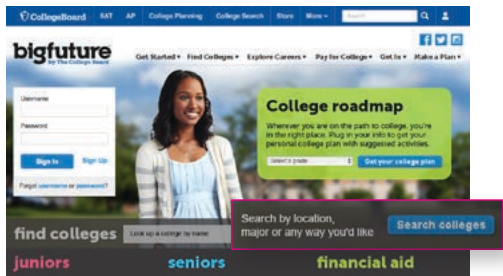 CollegeBoard SAT AP College Planning College Search Store More Search
bigfuture
by The College Board
Get Started Find Colleges Explore Careers Pay for College Get In Make a Plan
Username
Password
Sign In Sign Up
Forgot username or password?
College roadmap
Wherever you are on the path to college, you're
in the right place. Plug in your info to get your
personal college plan with suggested activities.
Select a grade Get your college plan
find colleges Look up a college by name
Search by location,
major or any way you'd like
Search colleges
juniors seniors financial aid